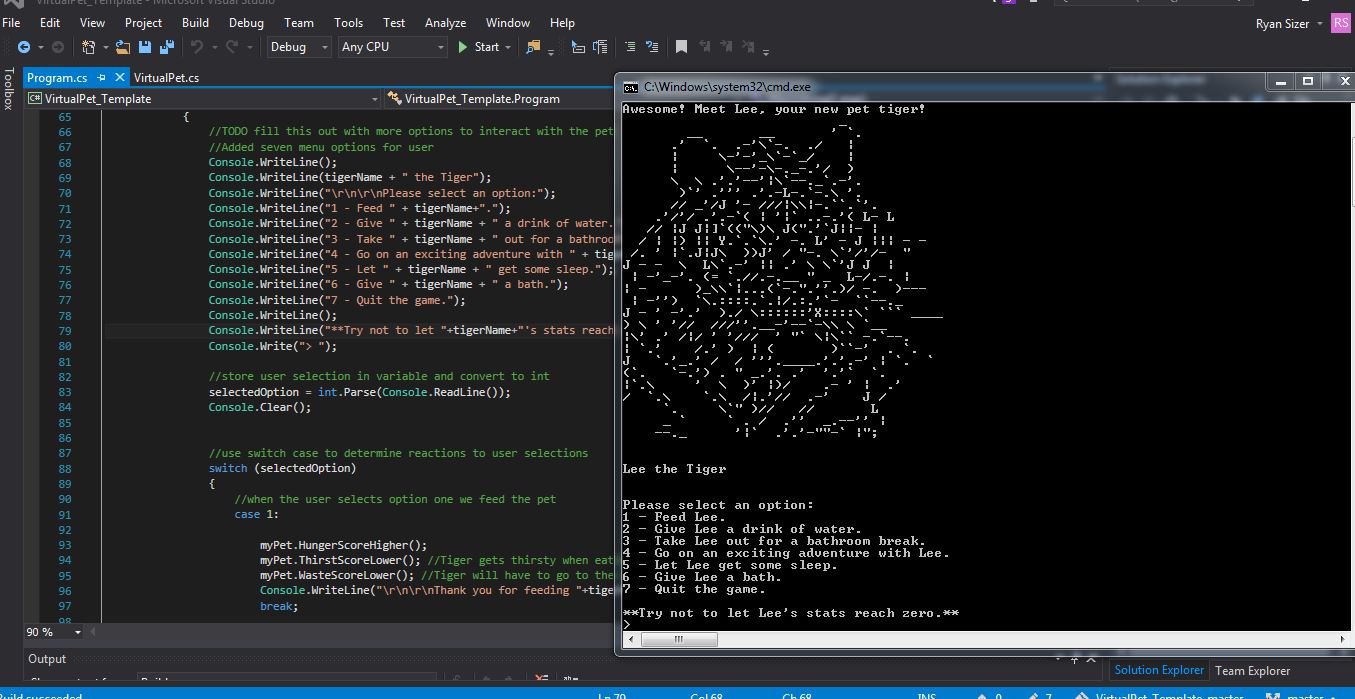 VirtualPet_Template - Microsoft Visual Studio
File Edit View Project Build Debug Team Tools Test Analyze Window Help
Ryan Sizer RS
Debug Any CPU Start
Toolbox
Program.cs VirtualPet.cs
VirtualPet_Template VirtualPet_Template.Program
65 {
66 //TODO fill this out with more options to interact with the pet
67 //Added seven menu options for user
68 Console.WriteLine();
69 Console.WriteLine(tigerName + " the Tiger");
70 Console.WriteLine("\r\n\r\nPlease select an option:");
71 Console.WriteLine("1 - Feed " + tigerName+".");
72 Console.WriteLine("2 - Give " + tigerName + " a drink of water.
73 Console.WriteLine("3 - Take " + tigerName + " out for a bathroo
74 Console.WriteLine("4 - Go on an exciting adventure with " + tig
75 Console.WriteLine("5 - Let " + tigerName + " get some sleep.");
76 Console.WriteLine("6 - Give " + tigerName + " a bath.");
77 Console.WriteLine("7 - Quit the game.");
78 Console.WriteLine();
79 Console.WriteLine("**Try not to let "+tigerName+"'s stats reach
80 Console.Write("> ");
81
82 //store user selection in variable and convert to int
83 selectedOption = int.Parse(Console.ReadLine());
84 Console.Clear();
85
86
87 //use switch case to determine reactions to user selections
88 switch (selectedOption)
89 {
90 //when the user selects option one we feed the pet
91 case 1:
92
93 myPet.HungerScoreHigher();
94 myPet.ThirstScoreLower(); //Tiger gets thirsty when eat
95 myPet.WasteScoreLower(); //Tiger will have to go to the
96 Console.WriteLine("\r\n\r\nThank you for feeding "+tige
97 break;
98
90 %
Output
C:\Windows\system32\cmd.exe
Awesome! Meet Lee, your new pet tiger!
Lee the Tiger
Please select an option:
1 - Feed Lee.
2 - Give Lee a drink of water.
3 - Take Lee out for a bathroom break.
4 - Go on an exciting adventure with Lee.
5 - Let Lee get some sleep.
6 - Give Lee a bath.
7 - Quit the game.
**Try not to let Lee's stats reach zero.**
>
Solution Explorer
Solution Explorer Team Explorer
Build succeeded
Ln 79 Col 68 Ch 68 INS 0 7 VirtualPet_Template_master master